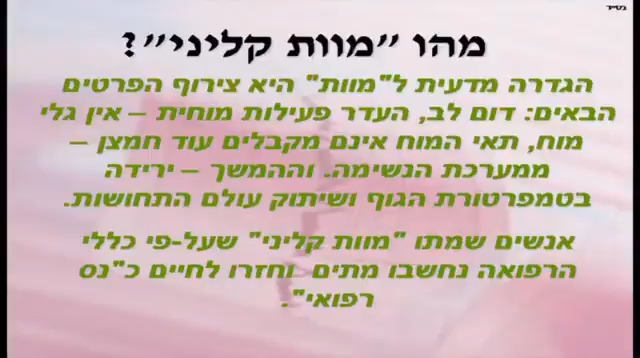 בס״ד
מהו ״מוות קליני״?
הגדרה מדעית ל"מוות" היא צירוף הפרטים
הבאים: דום לב, העדר פעילות מוחית – אין גלי
מוח, תאי המוח אינם מקבלים עוד חמצן –
ממערכת הנשימה. וההמשך – ירידה
בטמפרטורת הגוף ושיתוק עולם התחושות.
אנשים שמתו "מוות קליני" שעל-פי כללי
הרפואה נחשבו מתים וחזרו לחיים כ"נס
רפואי".